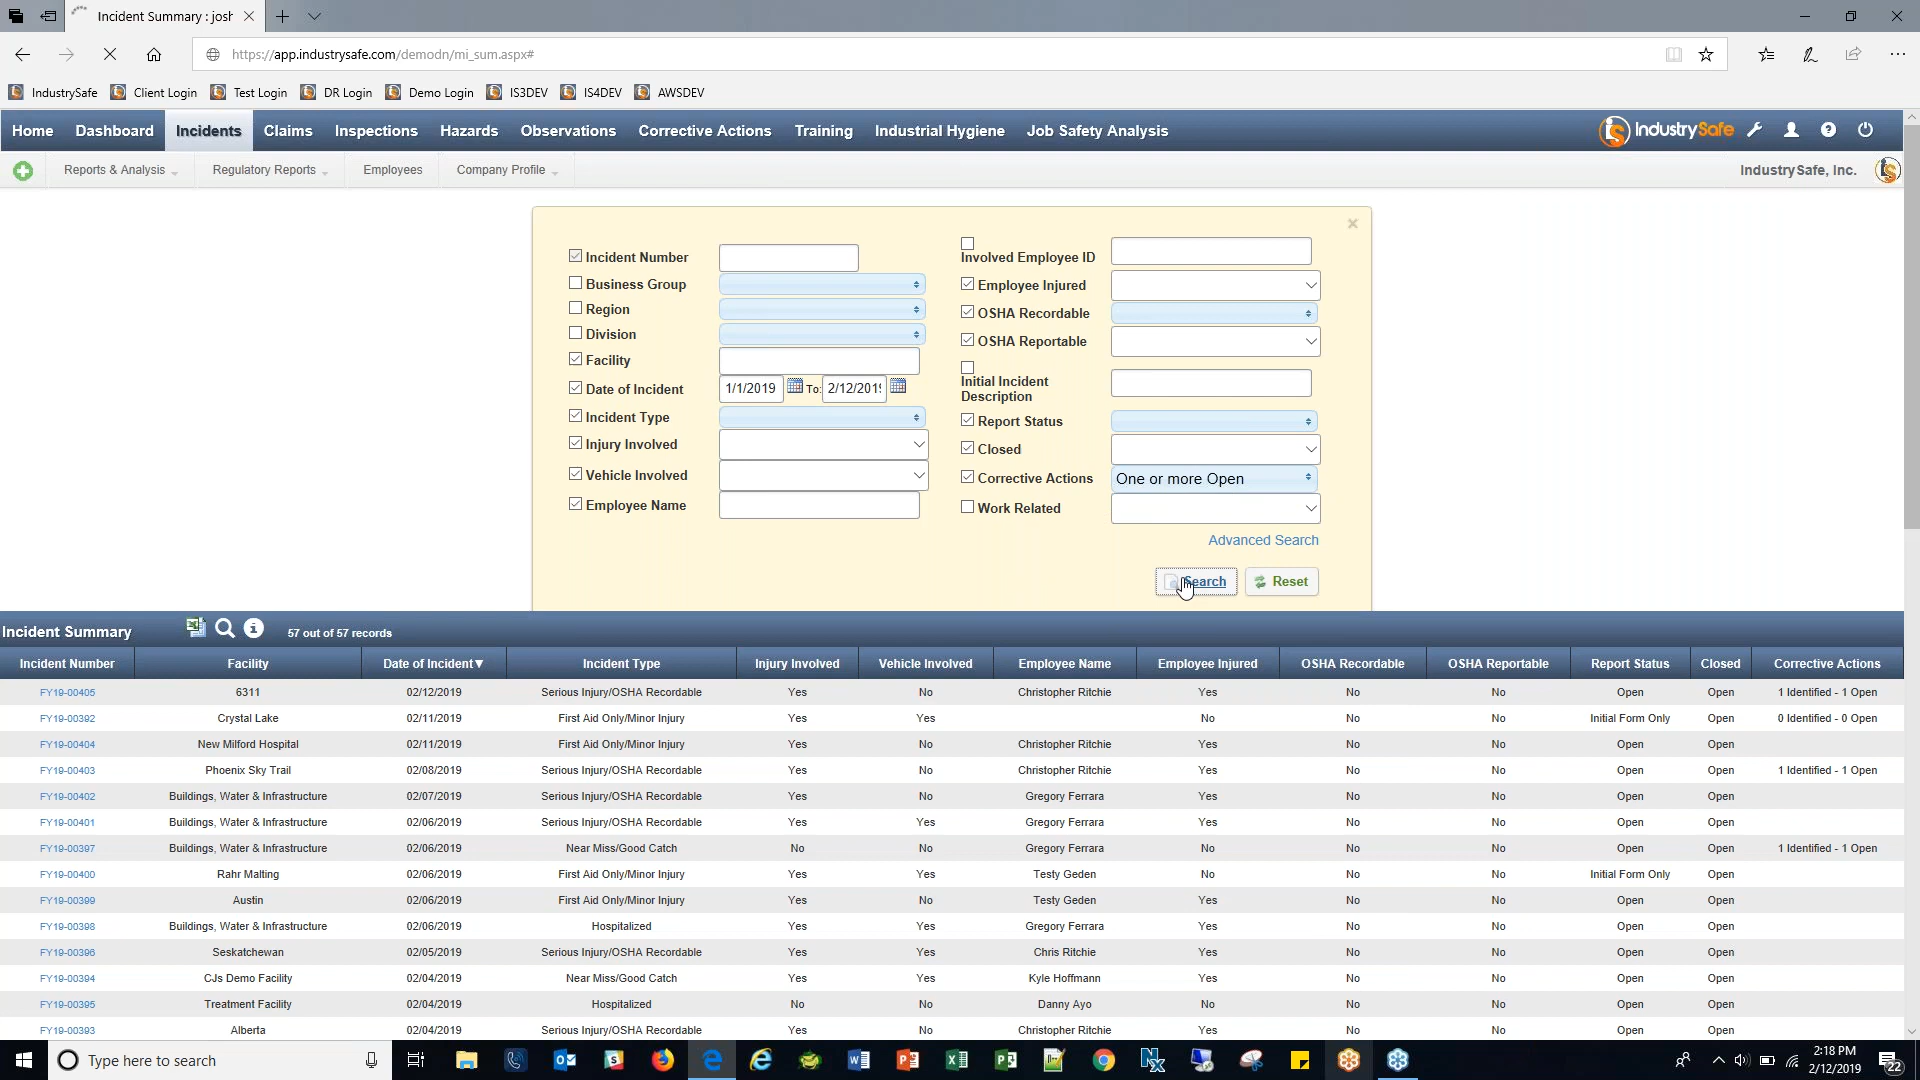 Incident Summary : josh
https://app.industrysafe.com/demodn/mi_sum.aspx#
IndustrySafe Client Login Test Login DR Login Demo Login IS3DEV IS4DEV AWSDEV
Home Dashboard Incidents Claims Inspections Hazards Observations Corrective Actions Training Industrial Hygiene Job Safety Analysis IndustrySafe
Reports & Analysis Regulatory Reports Employees Company Profile IndustrySafe, Inc.
Incident Number
Business Group
Region
Division
Facility
Date of Incident 1/1/2019 To: 2/12/2019
Incident Type
Injury Involved
Vehicle Involved
Employee Name
Involved Employee ID
Employee Injured
OSHA Recordable
OSHA Reportable
Initial Incident
Description
Report Status
Closed
Corrective Actions One or more Open
Work Related
Advanced Search
Search Reset
Incident Summary 57 out of 57 records
Incident Number Facility Date of Incident▼ Incident Type Injury Involved Vehicle Involved Employee Name Employee Injured OSHA Recordable OSHA Reportable Report Status Closed Corrective Actions
FY19-00405 6311 02/12/2019 Serious Injury/OSHA Recordable Yes No Christopher Ritchie Yes No No Open Open 1 Identified - 1 Open
FY19-00392 Crystal Lake 02/11/2019 First Aid Only/Minor Injury Yes Yes No No No Initial Form Only Open 0 Identified - 0 Open
FY19-00404 New Milford Hospital 02/11/2019 First Aid Only/Minor Injury Yes No Christopher Ritchie Yes No No Open Open
FY19-00403 Phoenix Sky Trail 02/08/2019 Serious Injury/OSHA Recordable Yes No Christopher Ritchie Yes No No Open Open 1 Identified - 1 Open
FY19-00402 Buildings, Water & Infrastructure 02/07/2019 Serious Injury/OSHA Recordable Yes No Gregory Ferrara Yes No No Open Open
FY19-00401 Buildings, Water & Infrastructure 02/06/2019 Serious Injury/OSHA Recordable Yes Yes Gregory Ferrara Yes No No Open Open
FY19-00397 Buildings, Water & Infrastructure 02/06/2019 Near Miss/Good Catch No No Gregory Ferrara No No No Open Open 1 Identified - 1 Open
FY19-00400 Rahr Malting 02/06/2019 First Aid Only/Minor Injury Yes Yes Testy Geden No No No Initial Form Only Open
FY19-00399 Austin 02/06/2019 First Aid Only/Minor Injury Yes No Testy Geden Yes No No Open Open
FY19-00398 Buildings, Water & Infrastructure 02/06/2019 Hospitalized Yes Yes Gregory Ferrara Yes No No Open Open
FY19-00396 Seskatchewan 02/05/2019 Serious Injury/OSHA Recordable Yes Yes Chris Ritchie Yes No No Open Open
FY19-00394 CJs Demo Facility 02/04/2019 Near Miss/Good Catch Yes Yes Kyle Hoffmann Yes No No Open Open
FY19-00395 Treatment Facility 02/04/2019 Hospitalized No No Danny Ayo No No No Open Open
FY19-00393 Alberta 02/04/2019 Serious Injury/OSHA Recordable Yes No Christopher Ritchie Yes No No Open Open
Type here to search
2:18 PM
2/12/2019
22